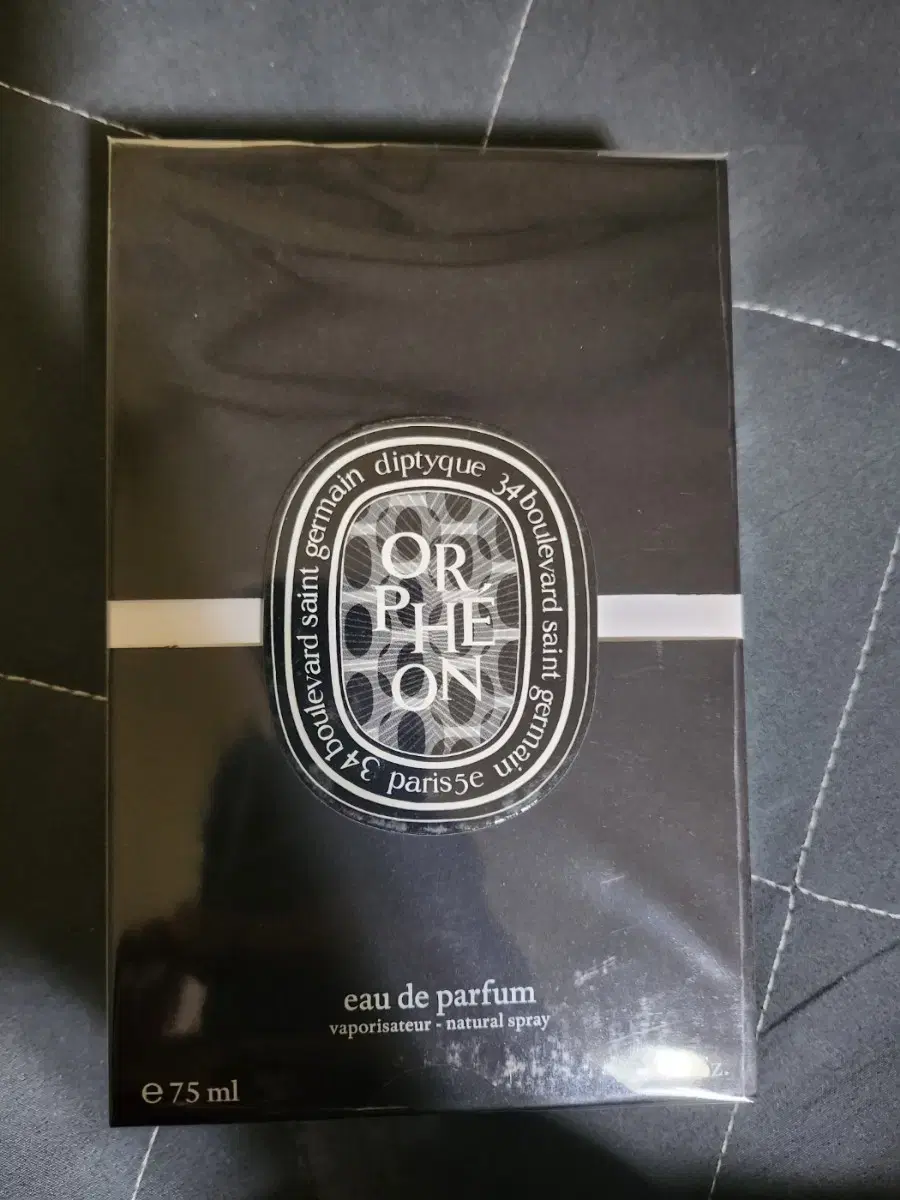 diptyque 34 boulevard saint germain paris 5e 34 boulevard saint germain
OR
PHÉ
ON
eau de parfum
vaporisateur - natural spray
e 75 ml
z.